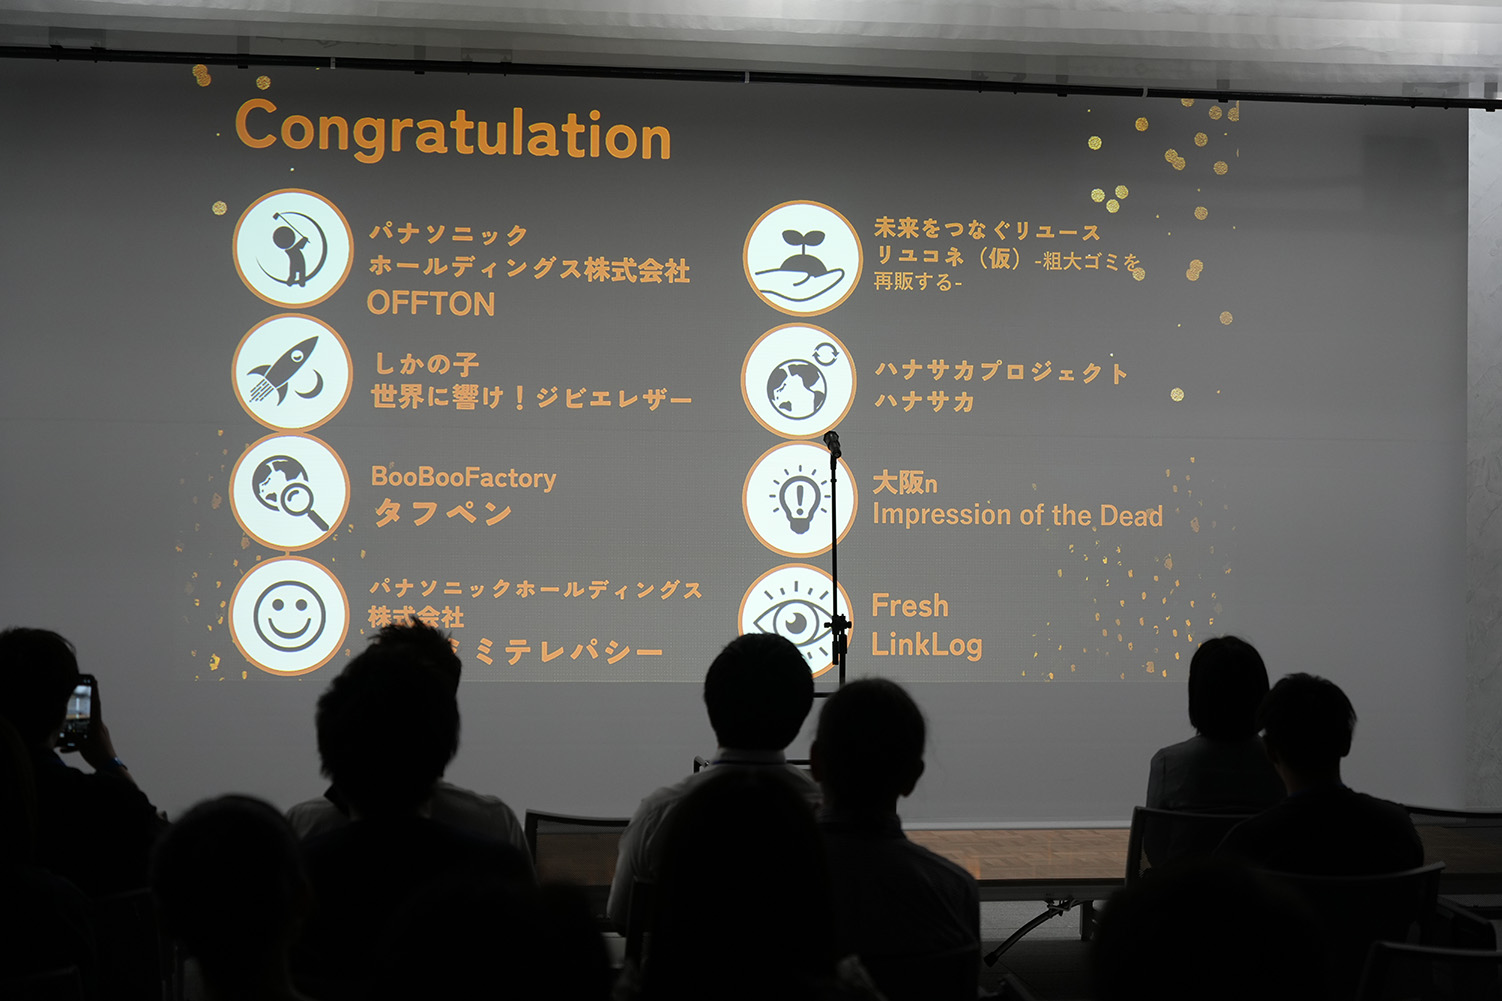 Congratulation
パナソニック
ホールディングス株式会社
OFFTON
しかの子
世界に響け！ジビエレザー
BooBooFactory
タフペン
パナソニックホールディングス
株式会社
ミミテレパシー
未来をつなぐリユース
リユコネ（仮）-粗大ゴミを
再販する-
ハナサカプロジェクト
ハナサカ
大阪n
Impression of the Dead
Fresh
LinkLog